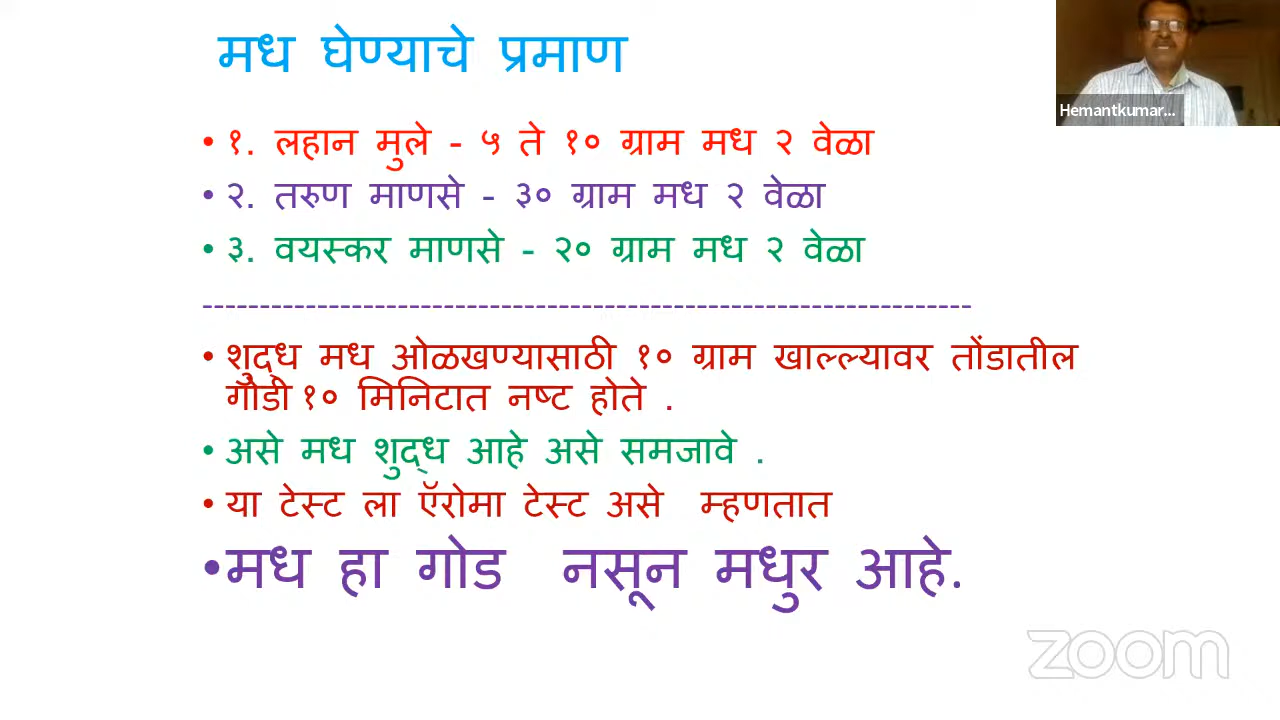 मध घेण्याचे प्रमाण
Hemantkumar...
• १. लहान मुले - ५ ते १० ग्राम मध २ वेळा
• २. तरुण माणसे - ३० ग्राम मध २ वेळा
• ३. वयस्कर माणसे - २० ग्राम मध २ वेळा
-------------------------------------------------------------------
• शुद्ध मध ओळखण्यासाठी १० ग्राम खाल्ल्यावर तोंडातील
गोडी १० मिनिटात नष्ट होते .
• असे मध शुद्ध आहे असे समजावे .
• या टेस्ट ला ऍरोमा टेस्ट असे म्हणतात
•मध हा गोड नसून मधुर आहे.
zoom